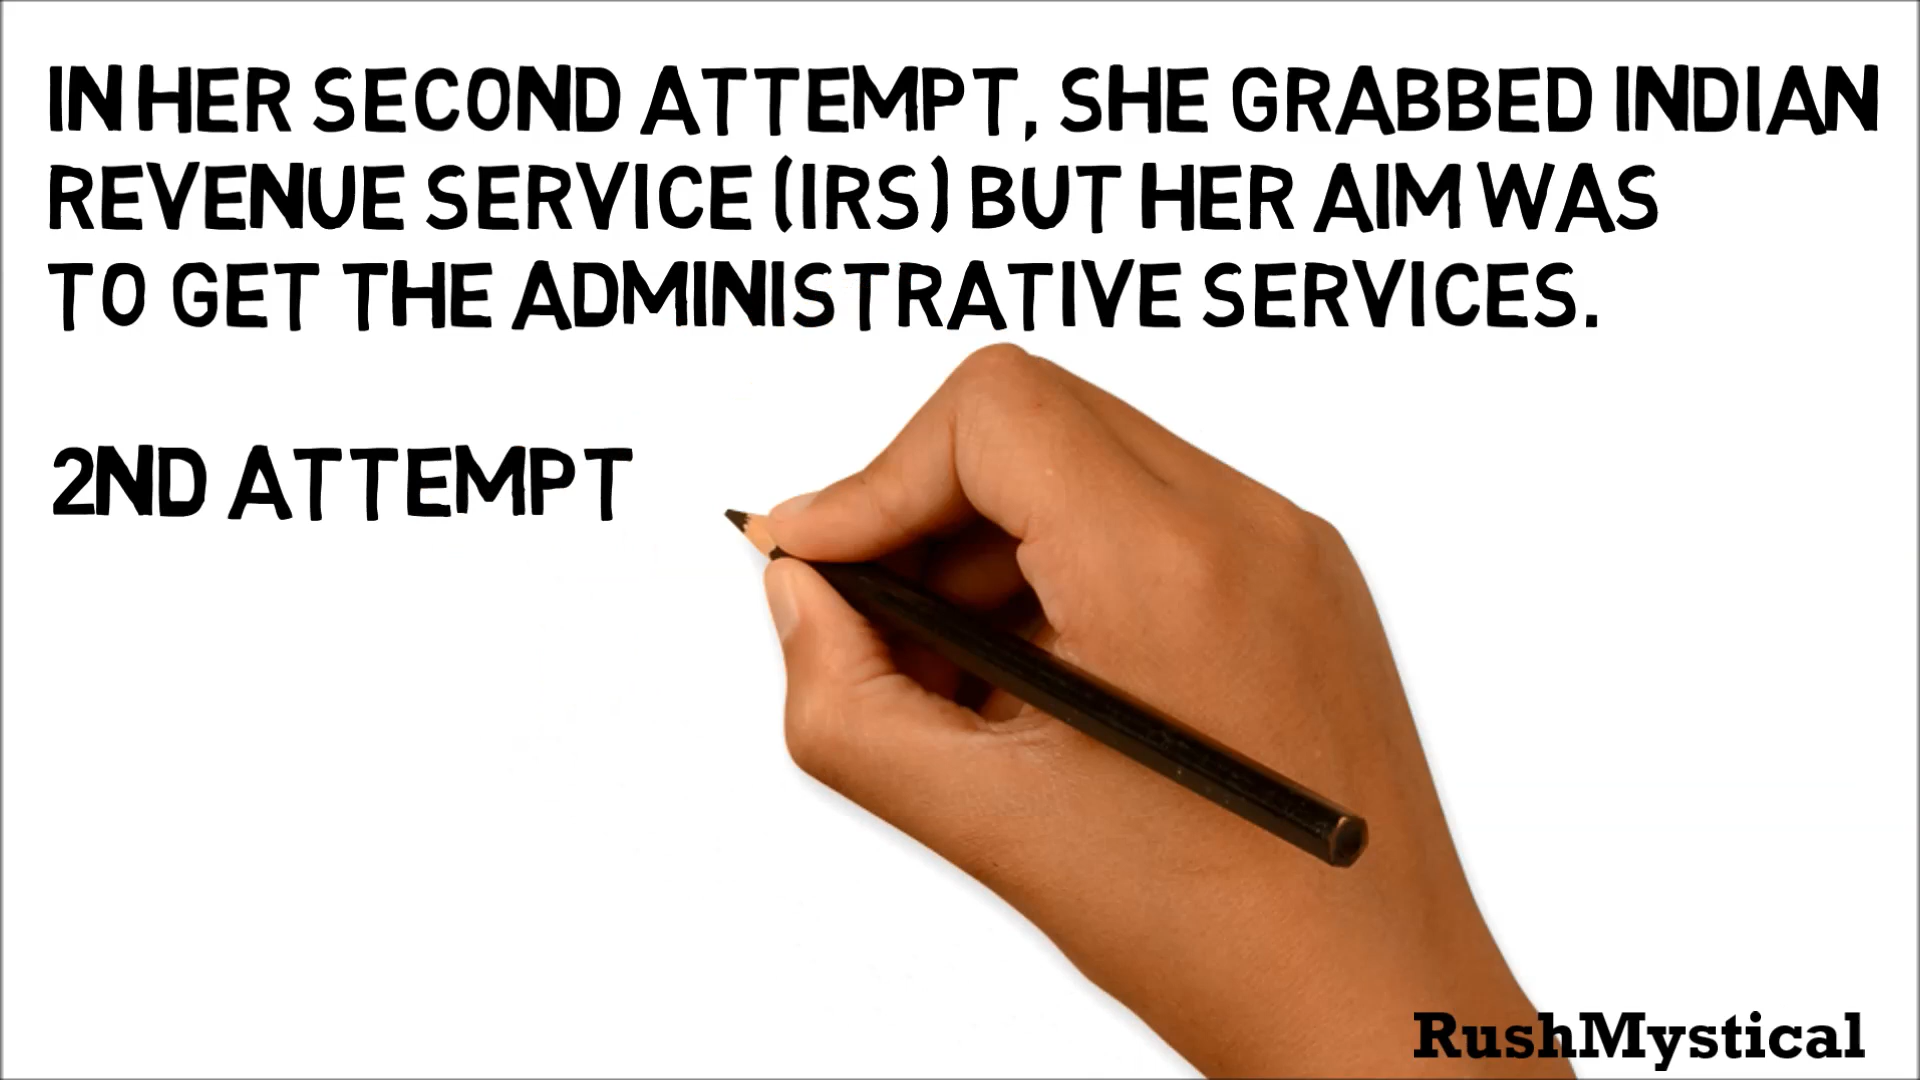 IN HER SECOND ATTEMPT, SHE GRABBED INDIAN
REVENUE SERVICE (IRS) BUT HER AIM WAS
TO GET THE ADMINISTRATIVE SERVICES.
2ND ATTEMPT
RushMystical